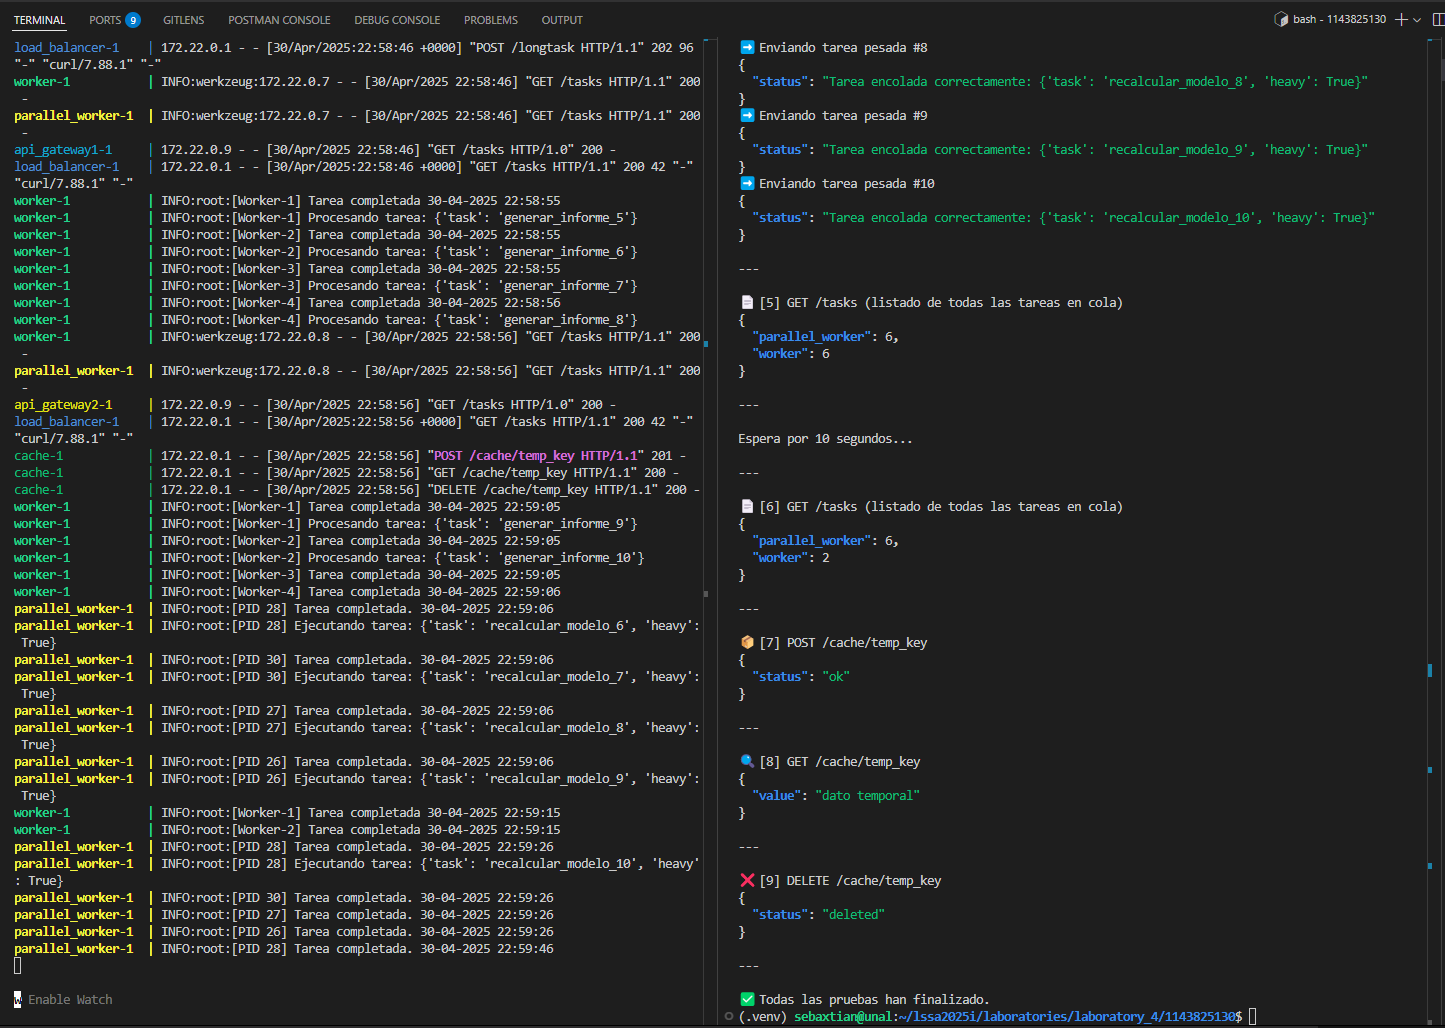 TERMINAL PORTS 9 GITLENS POSTMAN CONSOLE DEBUG CONSOLE PROBLEMS OUTPUT bash - 1143825130
load_balancer-1 | 172.22.0.1 - - [30/Apr/2025:22:58:46 +0000] "POST /longtask HTTP/1.1" 202 96
"-" "curl/7.88.1" "-"
worker-1 | INFO:werkzeug:172.22.0.7 - - [30/Apr/2025 22:58:46] "GET /tasks HTTP/1.1" 200
-
parallel_worker-1 | INFO:werkzeug:172.22.0.7 - - [30/Apr/2025 22:58:46] "GET /tasks HTTP/1.1" 200
-
api_gateway1-1 | 172.22.0.9 - - [30/Apr/2025 22:58:46] "GET /tasks HTTP/1.0" 200 -
load_balancer-1 | 172.22.0.1 - - [30/Apr/2025:22:58:46 +0000] "GET /tasks HTTP/1.1" 200 42 "-"
"curl/7.88.1" "-"
worker-1 | INFO:root:[Worker-1] Tarea completada 30-04-2025 22:58:55
worker-1 | INFO:root:[Worker-1] Procesando tarea: {'task': 'generar_informe_5'}
worker-1 | INFO:root:[Worker-2] Tarea completada 30-04-2025 22:58:55
worker-1 | INFO:root:[Worker-2] Procesando tarea: {'task': 'generar_informe_6'}
worker-1 | INFO:root:[Worker-3] Tarea completada 30-04-2025 22:58:55
worker-1 | INFO:root:[Worker-3] Procesando tarea: {'task': 'generar_informe_7'}
worker-1 | INFO:root:[Worker-4] Tarea completada 30-04-2025 22:58:56
worker-1 | INFO:root:[Worker-4] Procesando tarea: {'task': 'generar_informe_8'}
worker-1 | INFO:werkzeug:172.22.0.8 - - [30/Apr/2025 22:58:56] "GET /tasks HTTP/1.1" 200
-
parallel_worker-1 | INFO:werkzeug:172.22.0.8 - - [30/Apr/2025 22:58:56] "GET /tasks HTTP/1.1" 200
-
api_gateway2-1 | 172.22.0.9 - - [30/Apr/2025 22:58:56] "GET /tasks HTTP/1.0" 200 -
load_balancer-1 | 172.22.0.1 - - [30/Apr/2025:22:58:56 +0000] "GET /tasks HTTP/1.1" 200 42 "-"
"curl/7.88.1" "-"
cache-1 | 172.22.0.1 - - [30/Apr/2025 22:58:56] "POST /cache/temp_key HTTP/1.1" 201 -
cache-1 | 172.22.0.1 - - [30/Apr/2025 22:58:56] "GET /cache/temp_key HTTP/1.1" 200 -
cache-1 | 172.22.0.1 - - [30/Apr/2025 22:58:56] "DELETE /cache/temp_key HTTP/1.1" 200 -
worker-1 | INFO:root:[Worker-1] Tarea completada 30-04-2025 22:59:05
worker-1 | INFO:root:[Worker-1] Procesando tarea: {'task': 'generar_informe_9'}
worker-1 | INFO:root:[Worker-2] Tarea completada 30-04-2025 22:59:05
worker-1 | INFO:root:[Worker-2] Procesando tarea: {'task': 'generar_informe_10'}
worker-1 | INFO:root:[Worker-3] Tarea completada 30-04-2025 22:59:05
worker-1 | INFO:root:[Worker-4] Tarea completada 30-04-2025 22:59:06
parallel_worker-1 | INFO:root:[PID 28] Tarea completada. 30-04-2025 22:59:06
parallel_worker-1 | INFO:root:[PID 28] Ejecutando tarea: {'task': 'recalcular_modelo_6', 'heavy':
True}
parallel_worker-1 | INFO:root:[PID 30] Tarea completada. 30-04-2025 22:59:06
parallel_worker-1 | INFO:root:[PID 30] Ejecutando tarea: {'task': 'recalcular_modelo_7', 'heavy':
True}
parallel_worker-1 | INFO:root:[PID 27] Tarea completada. 30-04-2025 22:59:06
parallel_worker-1 | INFO:root:[PID 27] Ejecutando tarea: {'task': 'recalcular_modelo_8', 'heavy':
True}
parallel_worker-1 | INFO:root:[PID 26] Tarea completada. 30-04-2025 22:59:06
parallel_worker-1 | INFO:root:[PID 26] Ejecutando tarea: {'task': 'recalcular_modelo_9', 'heavy':
True}
worker-1 | INFO:root:[Worker-1] Tarea completada 30-04-2025 22:59:15
worker-1 | INFO:root:[Worker-2] Tarea completada 30-04-2025 22:59:15
parallel_worker-1 | INFO:root:[PID 28] Tarea completada. 30-04-2025 22:59:26
parallel_worker-1 | INFO:root:[PID 28] Ejecutando tarea: {'task': 'recalcular_modelo_10', 'heavy'
: True}
parallel_worker-1 | INFO:root:[PID 30] Tarea completada. 30-04-2025 22:59:26
parallel_worker-1 | INFO:root:[PID 27] Tarea completada. 30-04-2025 22:59:26
parallel_worker-1 | INFO:root:[PID 26] Tarea completada. 30-04-2025 22:59:26
parallel_worker-1 | INFO:root:[PID 28] Tarea completada. 30-04-2025 22:59:46
w Enable Watch
➡️ Enviando tarea pesada #8
{
"status": "Tarea encolada correctamente: {'task': 'recalcular_modelo_8', 'heavy': True}"
}
➡️ Enviando tarea pesada #9
{
"status": "Tarea encolada correctamente: {'task': 'recalcular_modelo_9', 'heavy': True}"
}
➡️ Enviando tarea pesada #10
{
"status": "Tarea encolada correctamente: {'task': 'recalcular_modelo_10', 'heavy': True}"
}
---
📄 [5] GET /tasks (listado de todas las tareas en cola)
{
"parallel_worker": 6,
"worker": 6
}
---
Espera por 10 segundos...
---
📄 [6] GET /tasks (listado de todas las tareas en cola)
{
"parallel_worker": 6,
"worker": 2
}
---
📦 [7] POST /cache/temp_key
{
"status": "ok"
}
---
🔍 [8] GET /cache/temp_key
{
"value": "dato temporal"
}
---
❌ [9] DELETE /cache/temp_key
{
"status": "deleted"
}
---
✅ Todas las pruebas han finalizado.
(.venv) sebaxtian@unal:~/lssa2025i/laboratories/laboratory_4/1143825130$